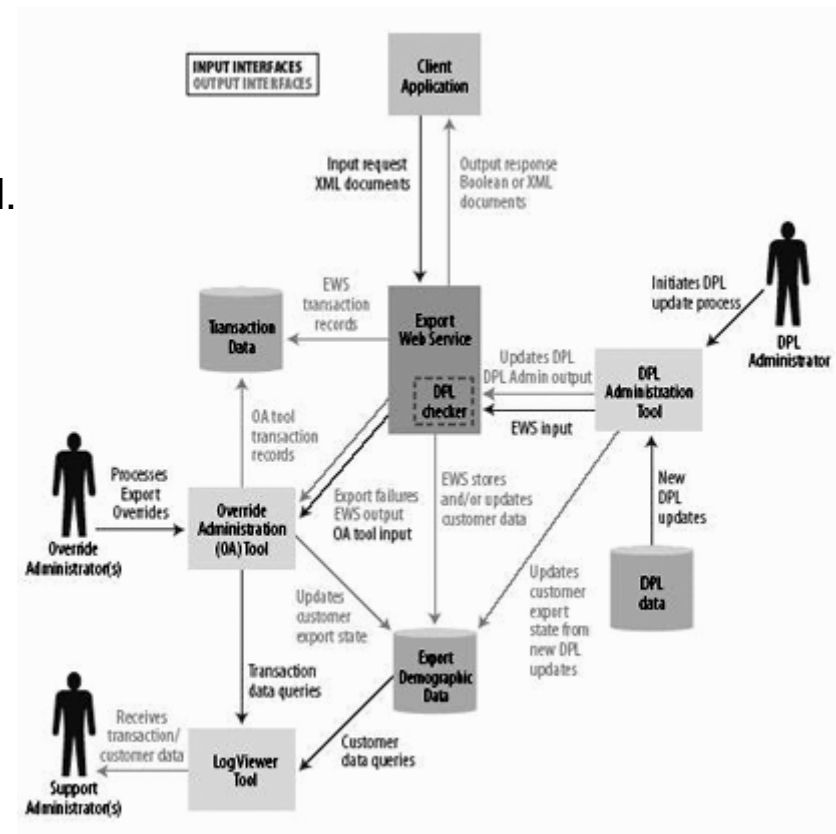 INPUT INTERFACES
OUTPUT INTERFACES
Client
Application
Input request
XML documents
Output response
Boolean or XML
documents
l.
EWS
transaction
records
Transaction
Data
Export
Web Service
DPL
checker
Initiates DPL
update process
DPL
Administrator
Updates DPL
DPL Admin output
EWS input
DPL
Administration
Tool
OA tool
transaction
records
Processes
Export
Overrides
Override
Administrator(s)
Override
Administration
(OA) Tool
Export failures
EWS output
OA tool input
EWS stores
and/or updates
customer data
New
DPL
updates
DPL
data
Updates
customer
export state
Updates
customer
export
state from
new DPL
updates
Export
Demographic
Data
Transaction
data queries
Customer
data queries
Receives
transaction/
customer data
Support
Administrator(s)
LogViewer
Tool